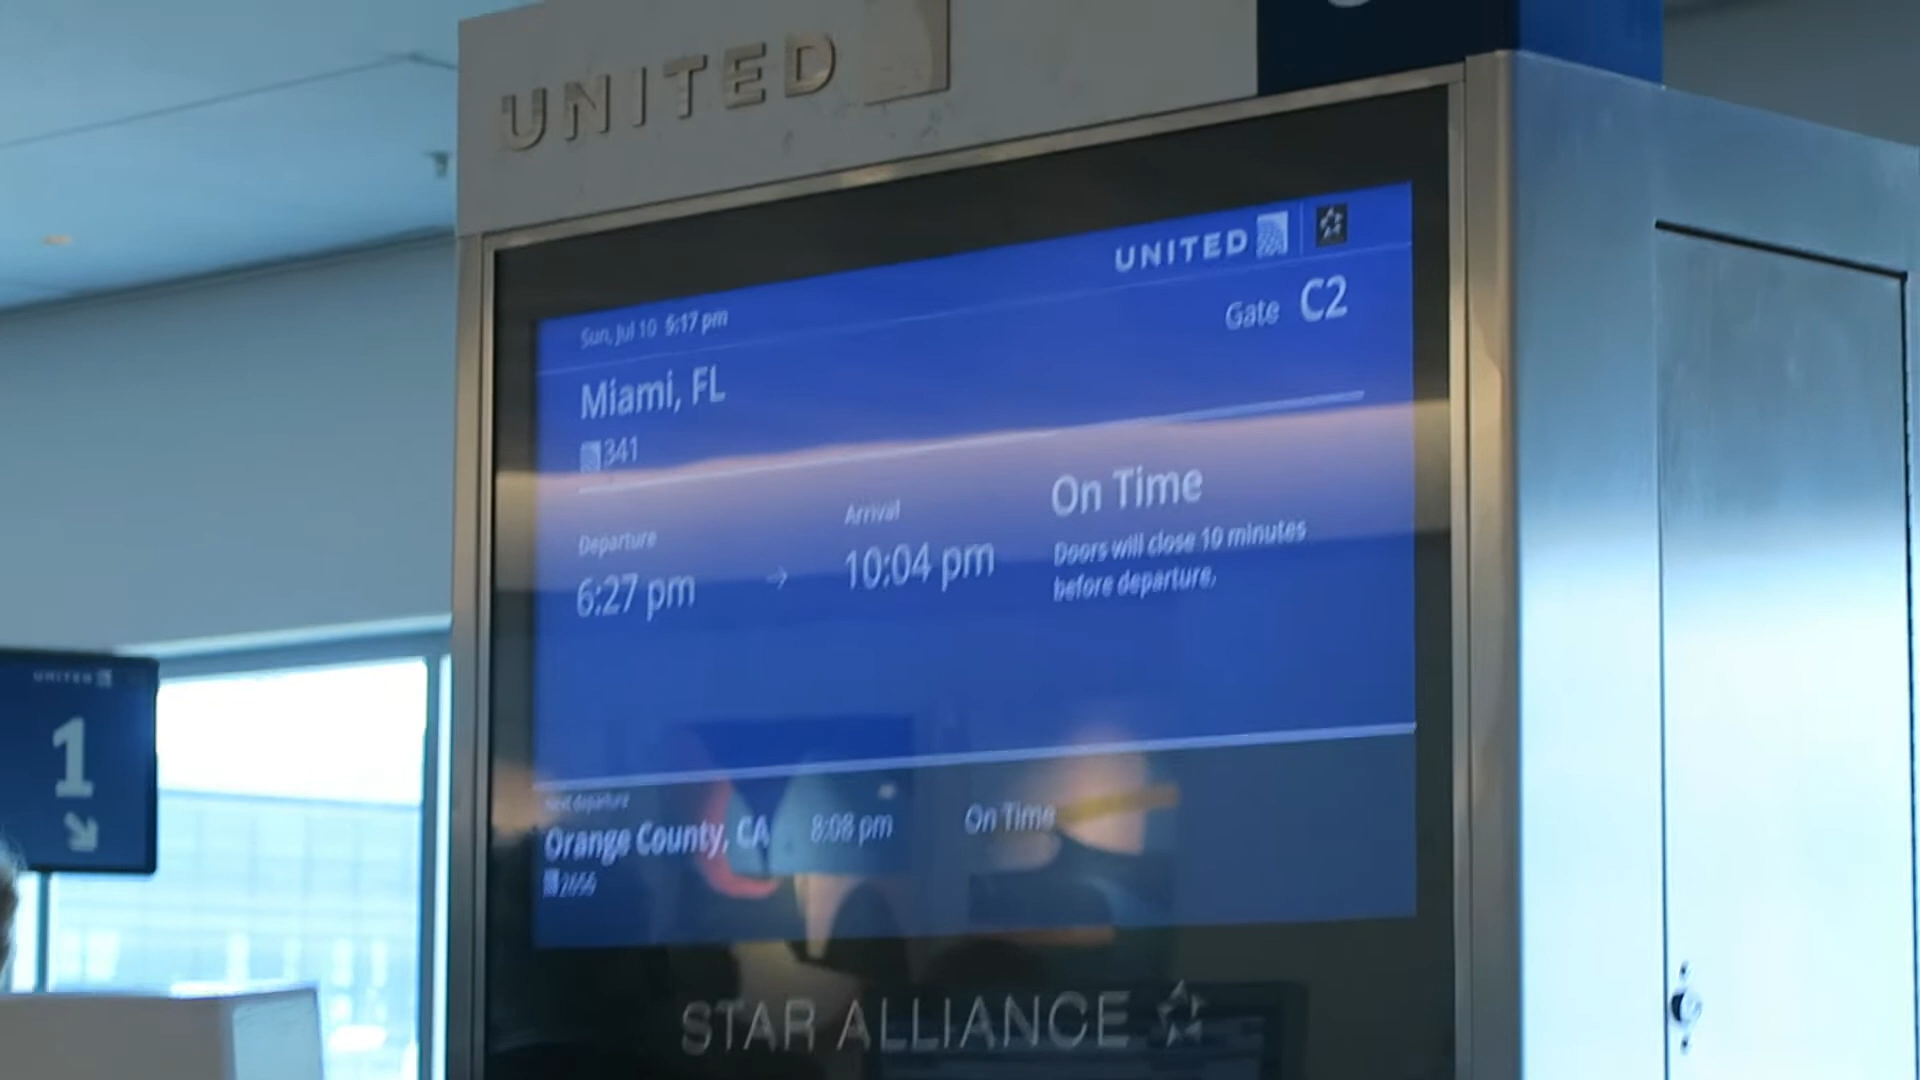 UNITED
UNITED
Sun, Jul 10 5:17 pm
Gate C2
Miami, FL
341
Departure
Arrival
On Time
6:27 pm → 10:04 pm
Doors will close 10 minutes
before departure.
Next departure
Orange County, CA 8:08 pm On Time
2656
STAR ALLIANCE
UNITED
1